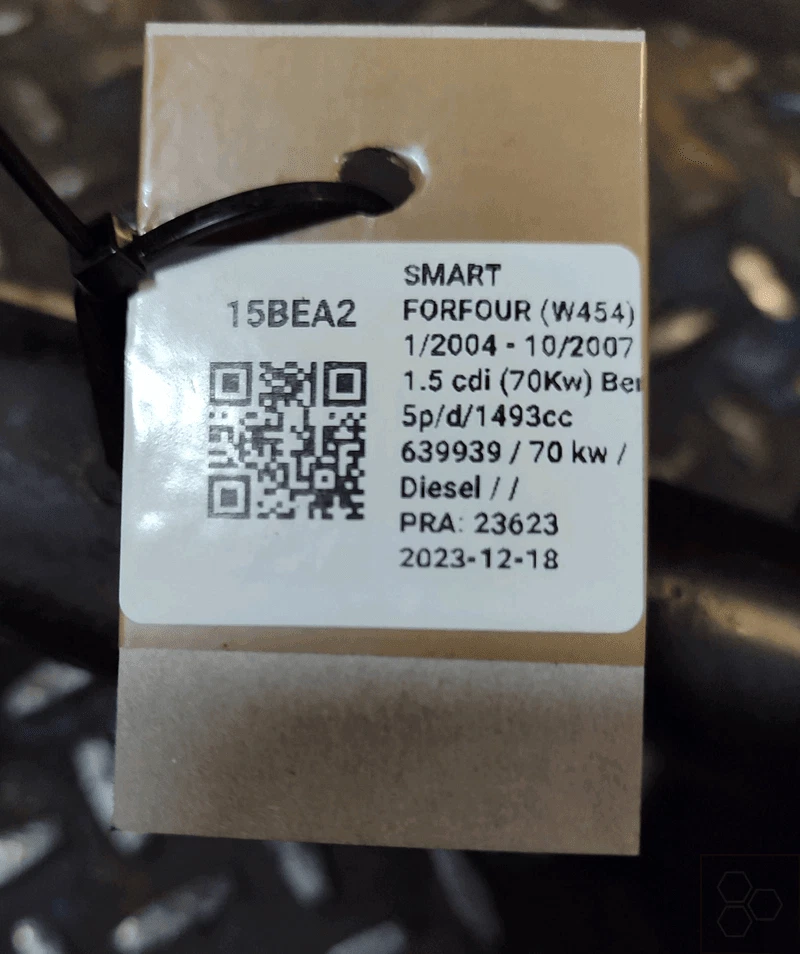 15BEA2
SMART
FORFOUR (W454)
1/2004 - 10/2007
1.5 cdi (70Kw)
5p/d/1493cc
639939 / 70 kw /
Diesel / /
PRA: 23623
2023-12-18